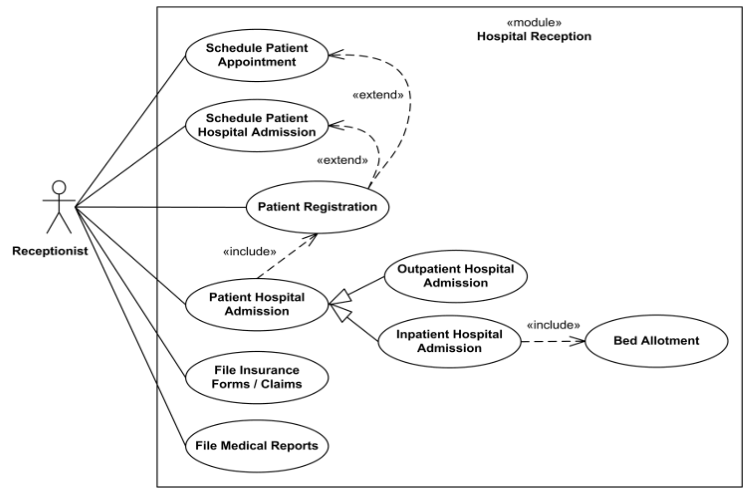 «module»
Hospital Reception
Schedule Patient
Appointment
«extend»
Schedule Patient
Hospital Admission
«extend»
Patient Registration
Receptionist
«include»
Outpatient Hospital
Admission
Patient Hospital
Admission
«include»
Inpatient Hospital
Admission
Bed Allotment
File Insurance
Forms / Claims
File Medical Reports